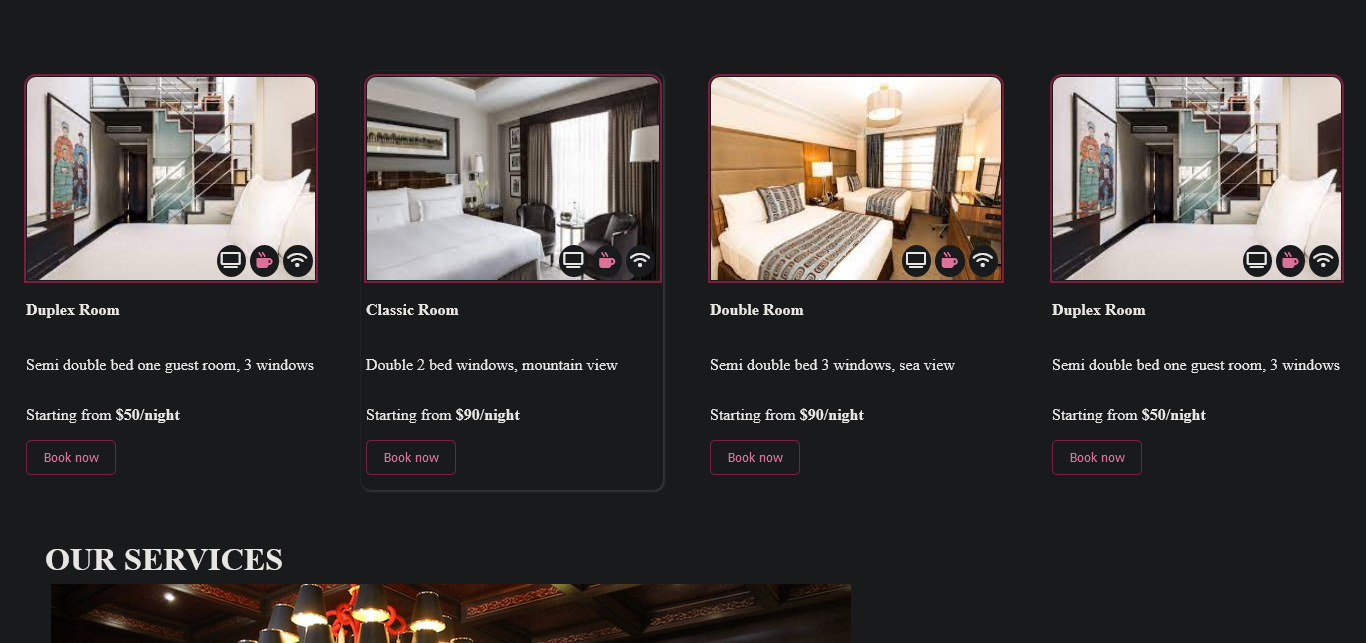 Duplex Room
Semi double bed one guest room, 3 windows
Starting from $50/night
Book now
Classic Room
Double 2 bed windows, mountain view
Starting from $90/night
Book now
Double Room
Semi double bed 3 windows, sea view
Starting from $90/night
Book now
Duplex Room
Semi double bed one guest room, 3 windows
Starting from $50/night
Book now
OUR SERVICES